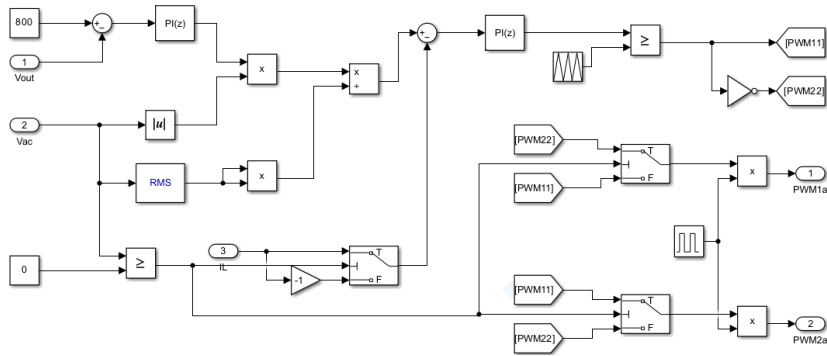 800
+
−
PI(z)
1
Vout
x
x
÷
+
−
PI(z)
≥
[PWM11]
[PWM22]
2
Vac
|u|
RMS
x
[PWM22]
[PWM11]
T
F
x
1
PWM1a
0
≥
3
IL
-1
T
F
[PWM11]
[PWM22]
T
F
x
2
PWM2a